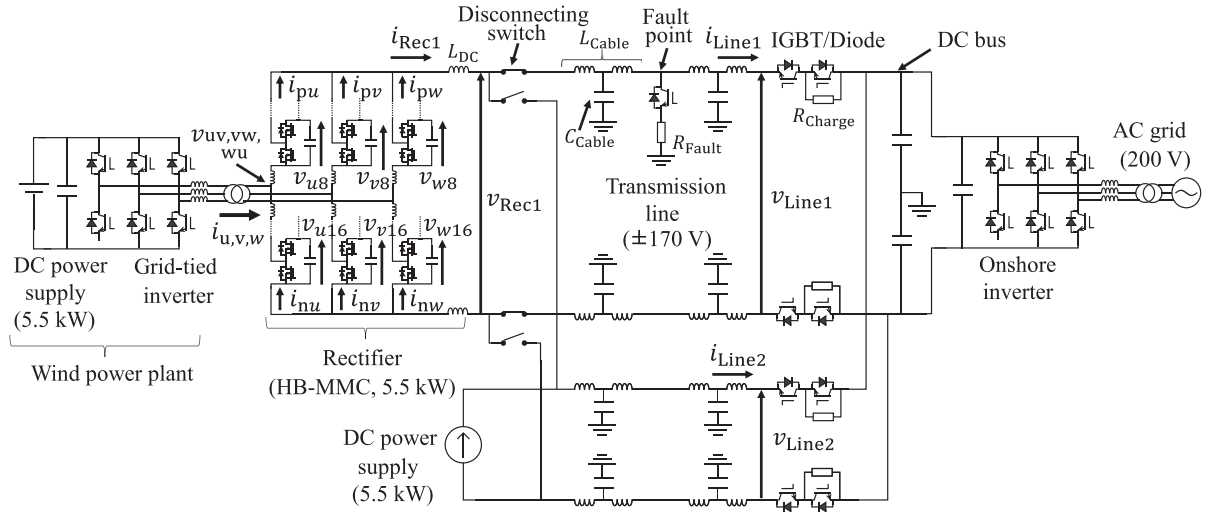 Disconnecting
switch
Fault
point
i_Rec1
L_DC
L_Cable
i_Line1
IGBT/Diode
DC bus
i_pu
i_pv
i_pw
v_uv,vw,
wu
v_u8
v_v8
v_w8
C_Cable
R_Fault
R_Charge
AC grid
(200 V)
v_Rec1
Transmission
line
(±170 V)
v_Line1
i_u,v,w
v_u16
v_v16
v_w16
DC power
supply
(5.5 kW)
Grid-tied
inverter
Onshore
inverter
i_nu
i_nv
i_nw
Wind power plant
Rectifier
(HB-MMC, 5.5 kW)
i_Line2
DC power
supply
(5.5 kW)
v_Line2